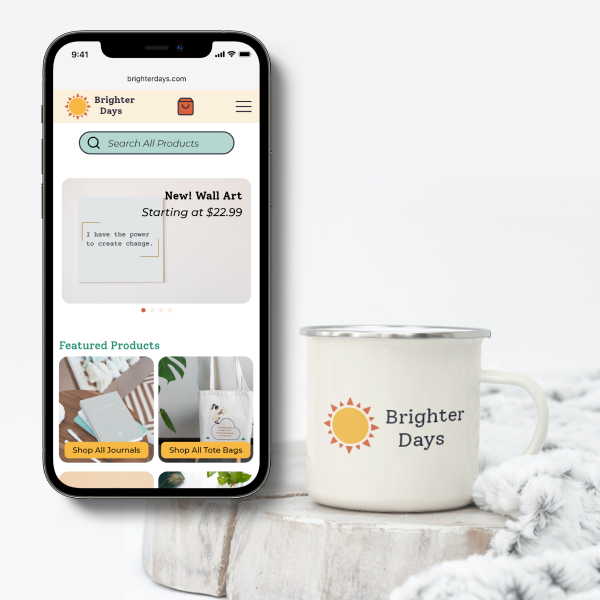 9:41
brighterdays.com
Brighter
Days
Search All Products
New! Wall Art
Starting at $22.99
I have the power
to create change.
Featured Products
Shop All Journals
Shop All Tote Bags
Brighter
Days